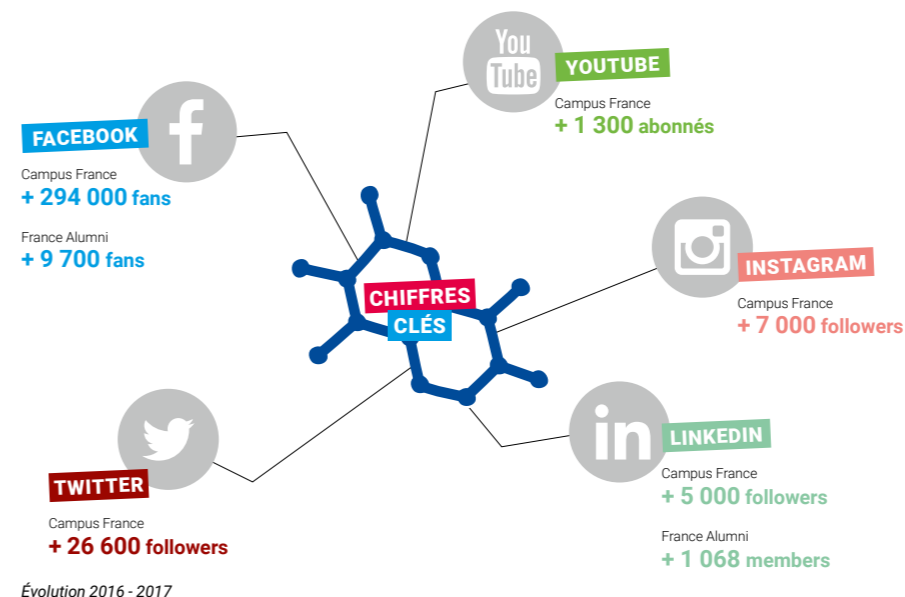 You
Tube
YOUTUBE
Campus France
+ 1 300 abonnés
f
FACEBOOK
Campus France
+ 294 000 fans
France Alumni
+ 9 700 fans
INSTAGRAM
Campus France
+ 7 000 followers
CHIFFRES
CLÉS
in
LINKEDIN
Campus France
+ 5 000 followers
France Alumni
+ 1 068 members
TWITTER
Campus France
+ 26 600 followers
Évolution 2016 - 2017